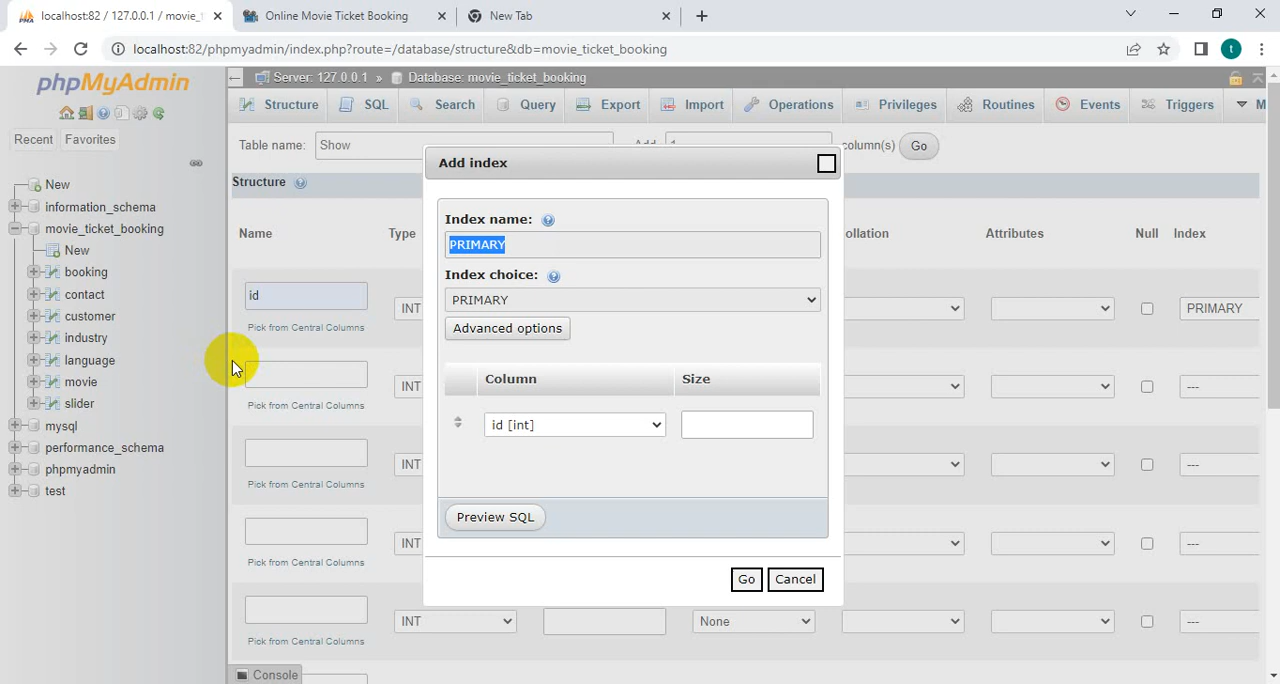 localhost:82 / 127.0.0.1 / movie_t
Online Movie Ticket Booking
New Tab
localhost:82/phpmyadmin/index.php?route=/database/structure&db=movie_ticket_booking
t
phpMyAdmin
Recent
Favorites
New
information_schema
movie_ticket_booking
New
booking
contact
customer
industry
language
movie
slider
mysql
performance_schema
phpmyadmin
test
Server: 127.0.0.1 » Database: movie_ticket_booking
Structure
SQL
Search
Query
Export
Import
Operations
Privileges
Routines
Events
Triggers
M
Table name: Show
Add 1 column(s) Go
Structure
Name
Type
ollation
Attributes
Null
Index
id
INT
PRIMARY
Pick from Central Columns
INT
---
Pick from Central Columns
INT
---
Pick from Central Columns
INT
---
Pick from Central Columns
INT
None
---
Pick from Central Columns
Console
Add index
Index name:
PRIMARY
Index choice:
PRIMARY
Advanced options
Column
Size
id [int]
Preview SQL
Go
Cancel